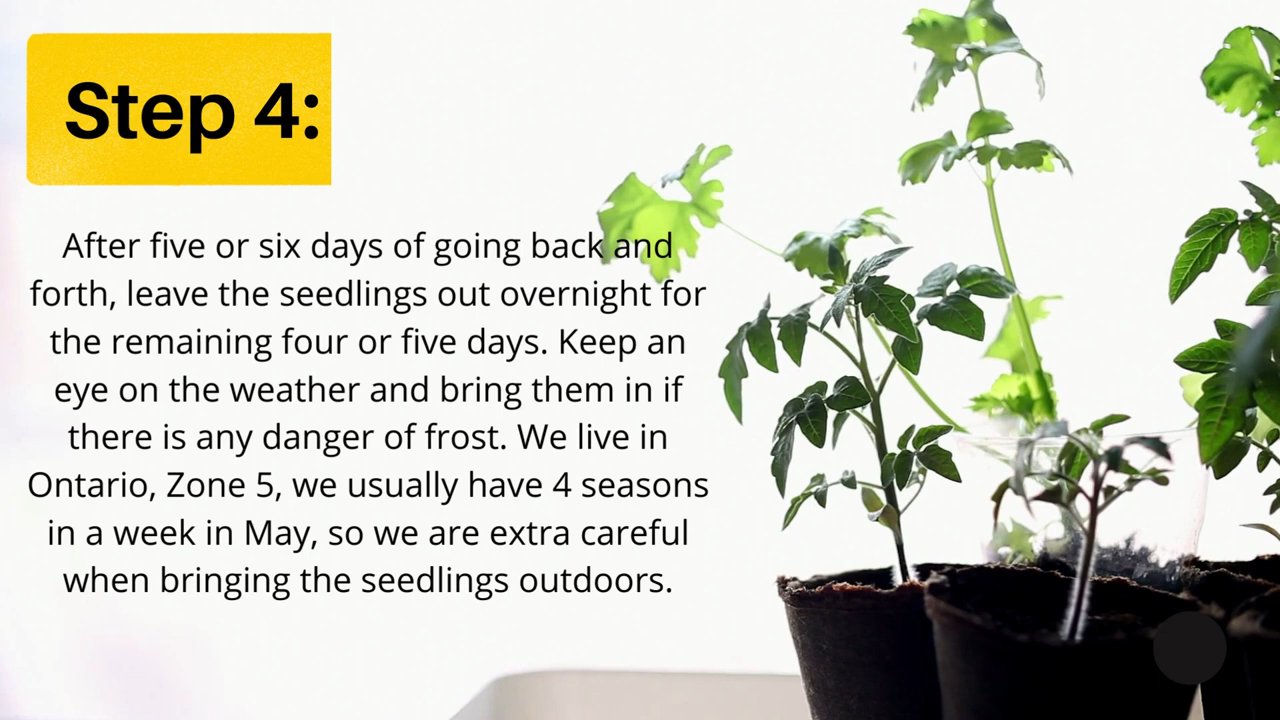 Step 4:
After five or six days of going back and
forth, leave the seedlings out overnight for
the remaining four or five days. Keep an
eye on the weather and bring them in if
there is any danger of frost. We live in
Ontario, Zone 5, we usually have 4 seasons
in a week in May, so we are extra careful
when bringing the seedlings outdoors.